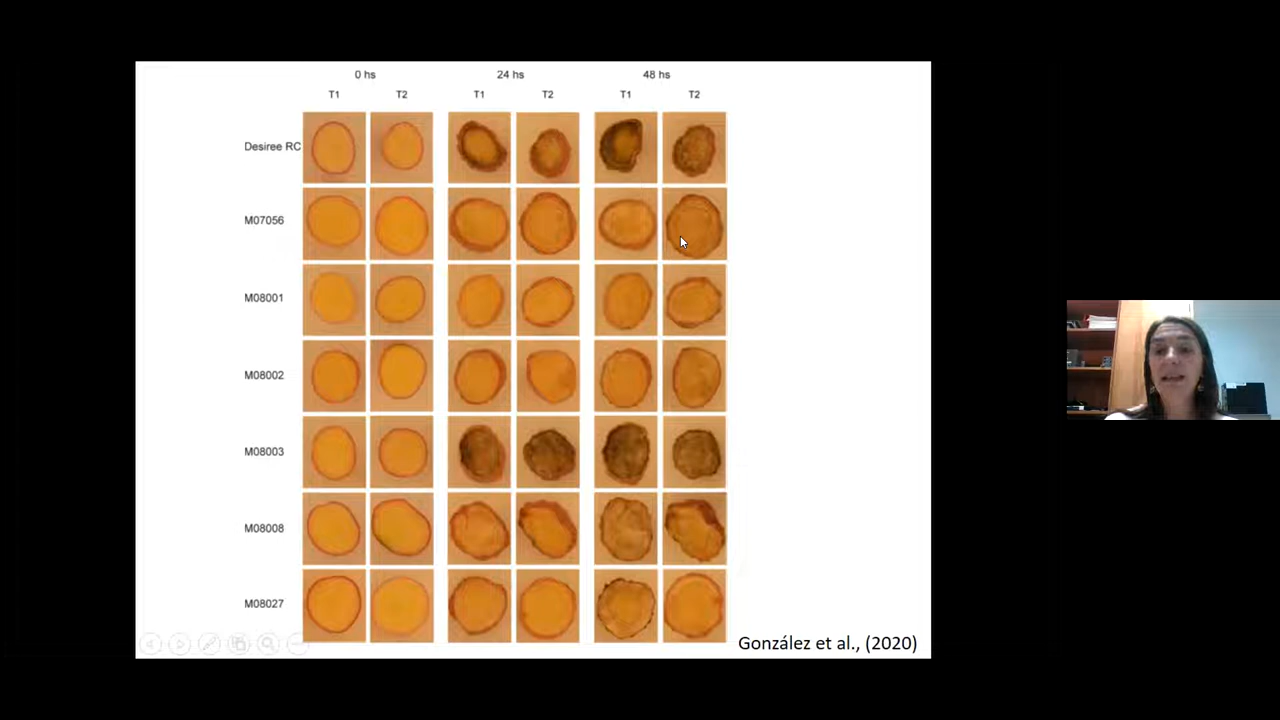 0 hs 24 hs 48 hs
T1 T2 T1 T2 T1 T2
Desiree RC
M07056
M08001
M08002
M08003
M08008
M08027
González et al., (2020)